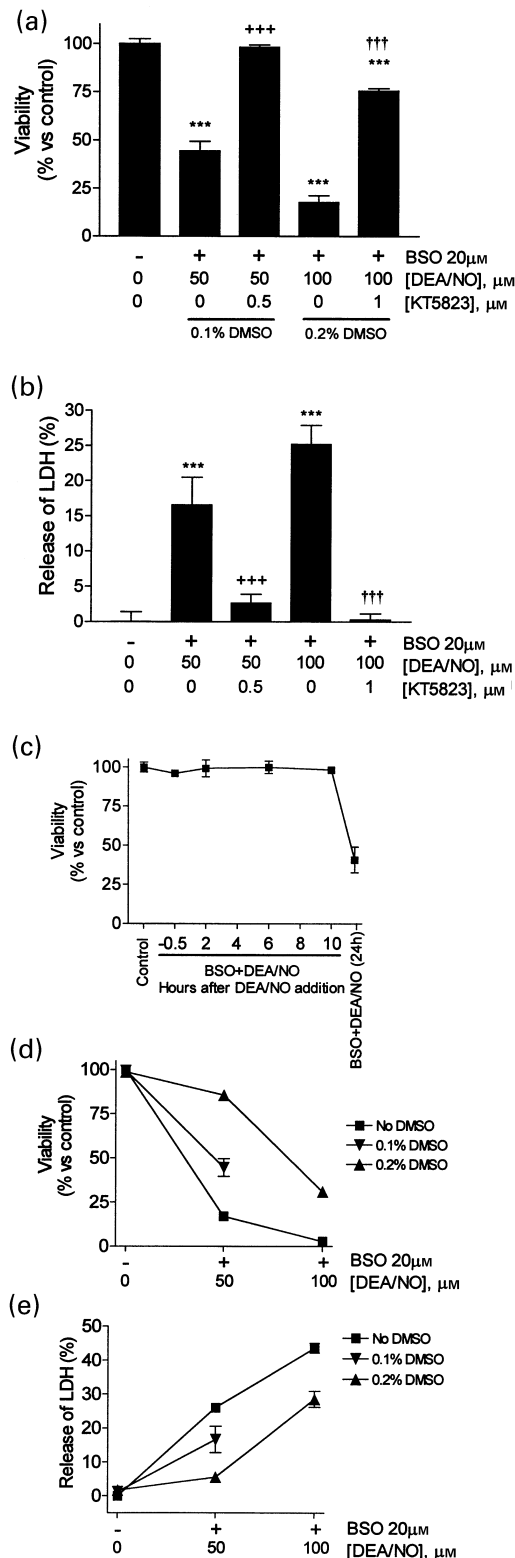 (a)
Viability
(% vs control)
100
75
50
25
0
***
+++
***
†††
***
- + + + + BSO 20μM
0 50 50 100 100 [DEA/NO], μM
0 0 0.5 0 1 [KT5823], μM
0.1% DMSO 0.2% DMSO
(b)
Release of LDH (%)
30
25
20
15
10
5
0
***
+++
***
†††
- + + + + BSO 20μM
0 50 50 100 100 [DEA/NO], μM
0 0 0.5 0 1 [KT5823], μM
(c)
Viability
(% vs control)
100
75
50
25
0
Control
-0.5 2 4 6 8 10
BSO+DEA/NO
Hours after DEA/NO addition
BSO+DEA/NO (24h)
(d)
Viability
(% vs control)
100
75
50
25
0
No DMSO
0.1% DMSO
0.2% DMSO
- + + BSO 20μM
0 50 100 [DEA/NO], μM
(e)
Release of LDH (%)
50
40
30
20
10
0
No DMSO
0.1% DMSO
0.2% DMSO
- + + BSO 20μM
0 50 100 [DEA/NO], μM